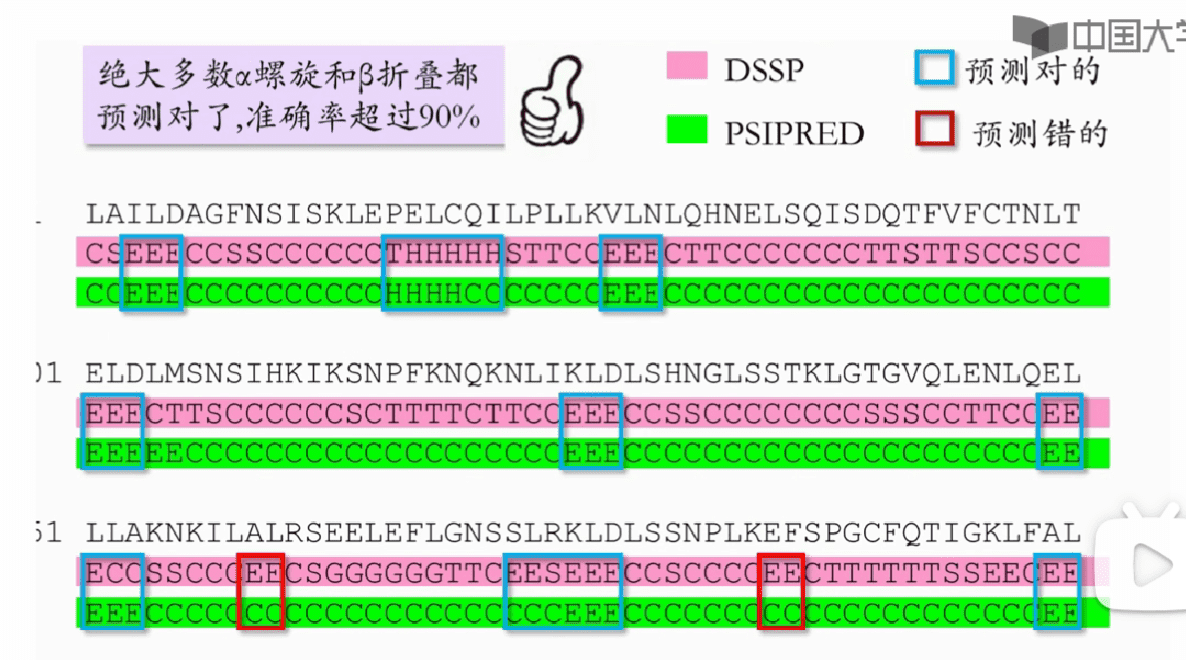 中国大学
绝大多数α螺旋和β折叠都
预测对了,准确率超过90%
DSSP
预测对的
PSIPRED
预测错的
LAILDAGFNSISKLEPELCQILPLLKVLNLQHNELSQISDQTFVFCTNLT
CSEEECCSSCCCCCCTHHHHHSTTCCEEECTTCCCCCCCTTSTTSCCSCC
CCEEECCCCCCCCCCHHHHCCCCCCCEEECCCCCCCCCCCCCCCCCCCCC
01 ELDLMSNSIHKIKSNPFKNQKNLIKLDLSHNGLSSTKLGTGVQLENLQEL
EEECTTSCCCCCCSCTTTTCTTCCEEECCSSCCCCCCCCCSSSCCTTCCEE
EEEEECCCCCCCCCCCCCCCCCCCEEECCCCCCCCCCCCCCCCCCCCCEE
51 LLAKNKILALRSEELEFLGNSSLRKLDLSSNPLKEFSPGCFQTIGKLFAL
ECCSSCCCEECSGGGGGGTTCEESEEECCSCCCCEECTTTTTTSSEECEE
EEECCCCCCCCCCCCCCCCCCCCCEEECCCCCCCCCCCCCCCCCCCCCEE